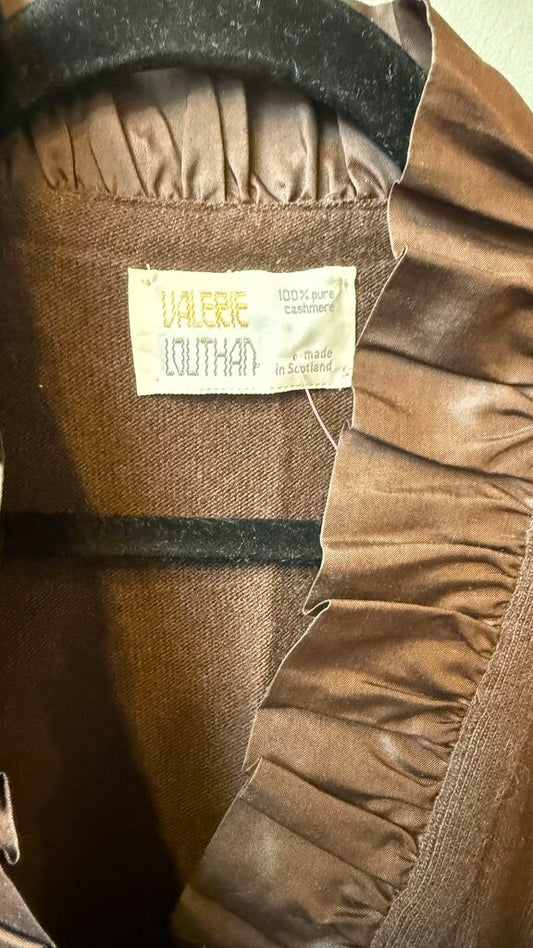 VALERIE
LOUTHAN
100% pure
cashmere
made
in Scotland